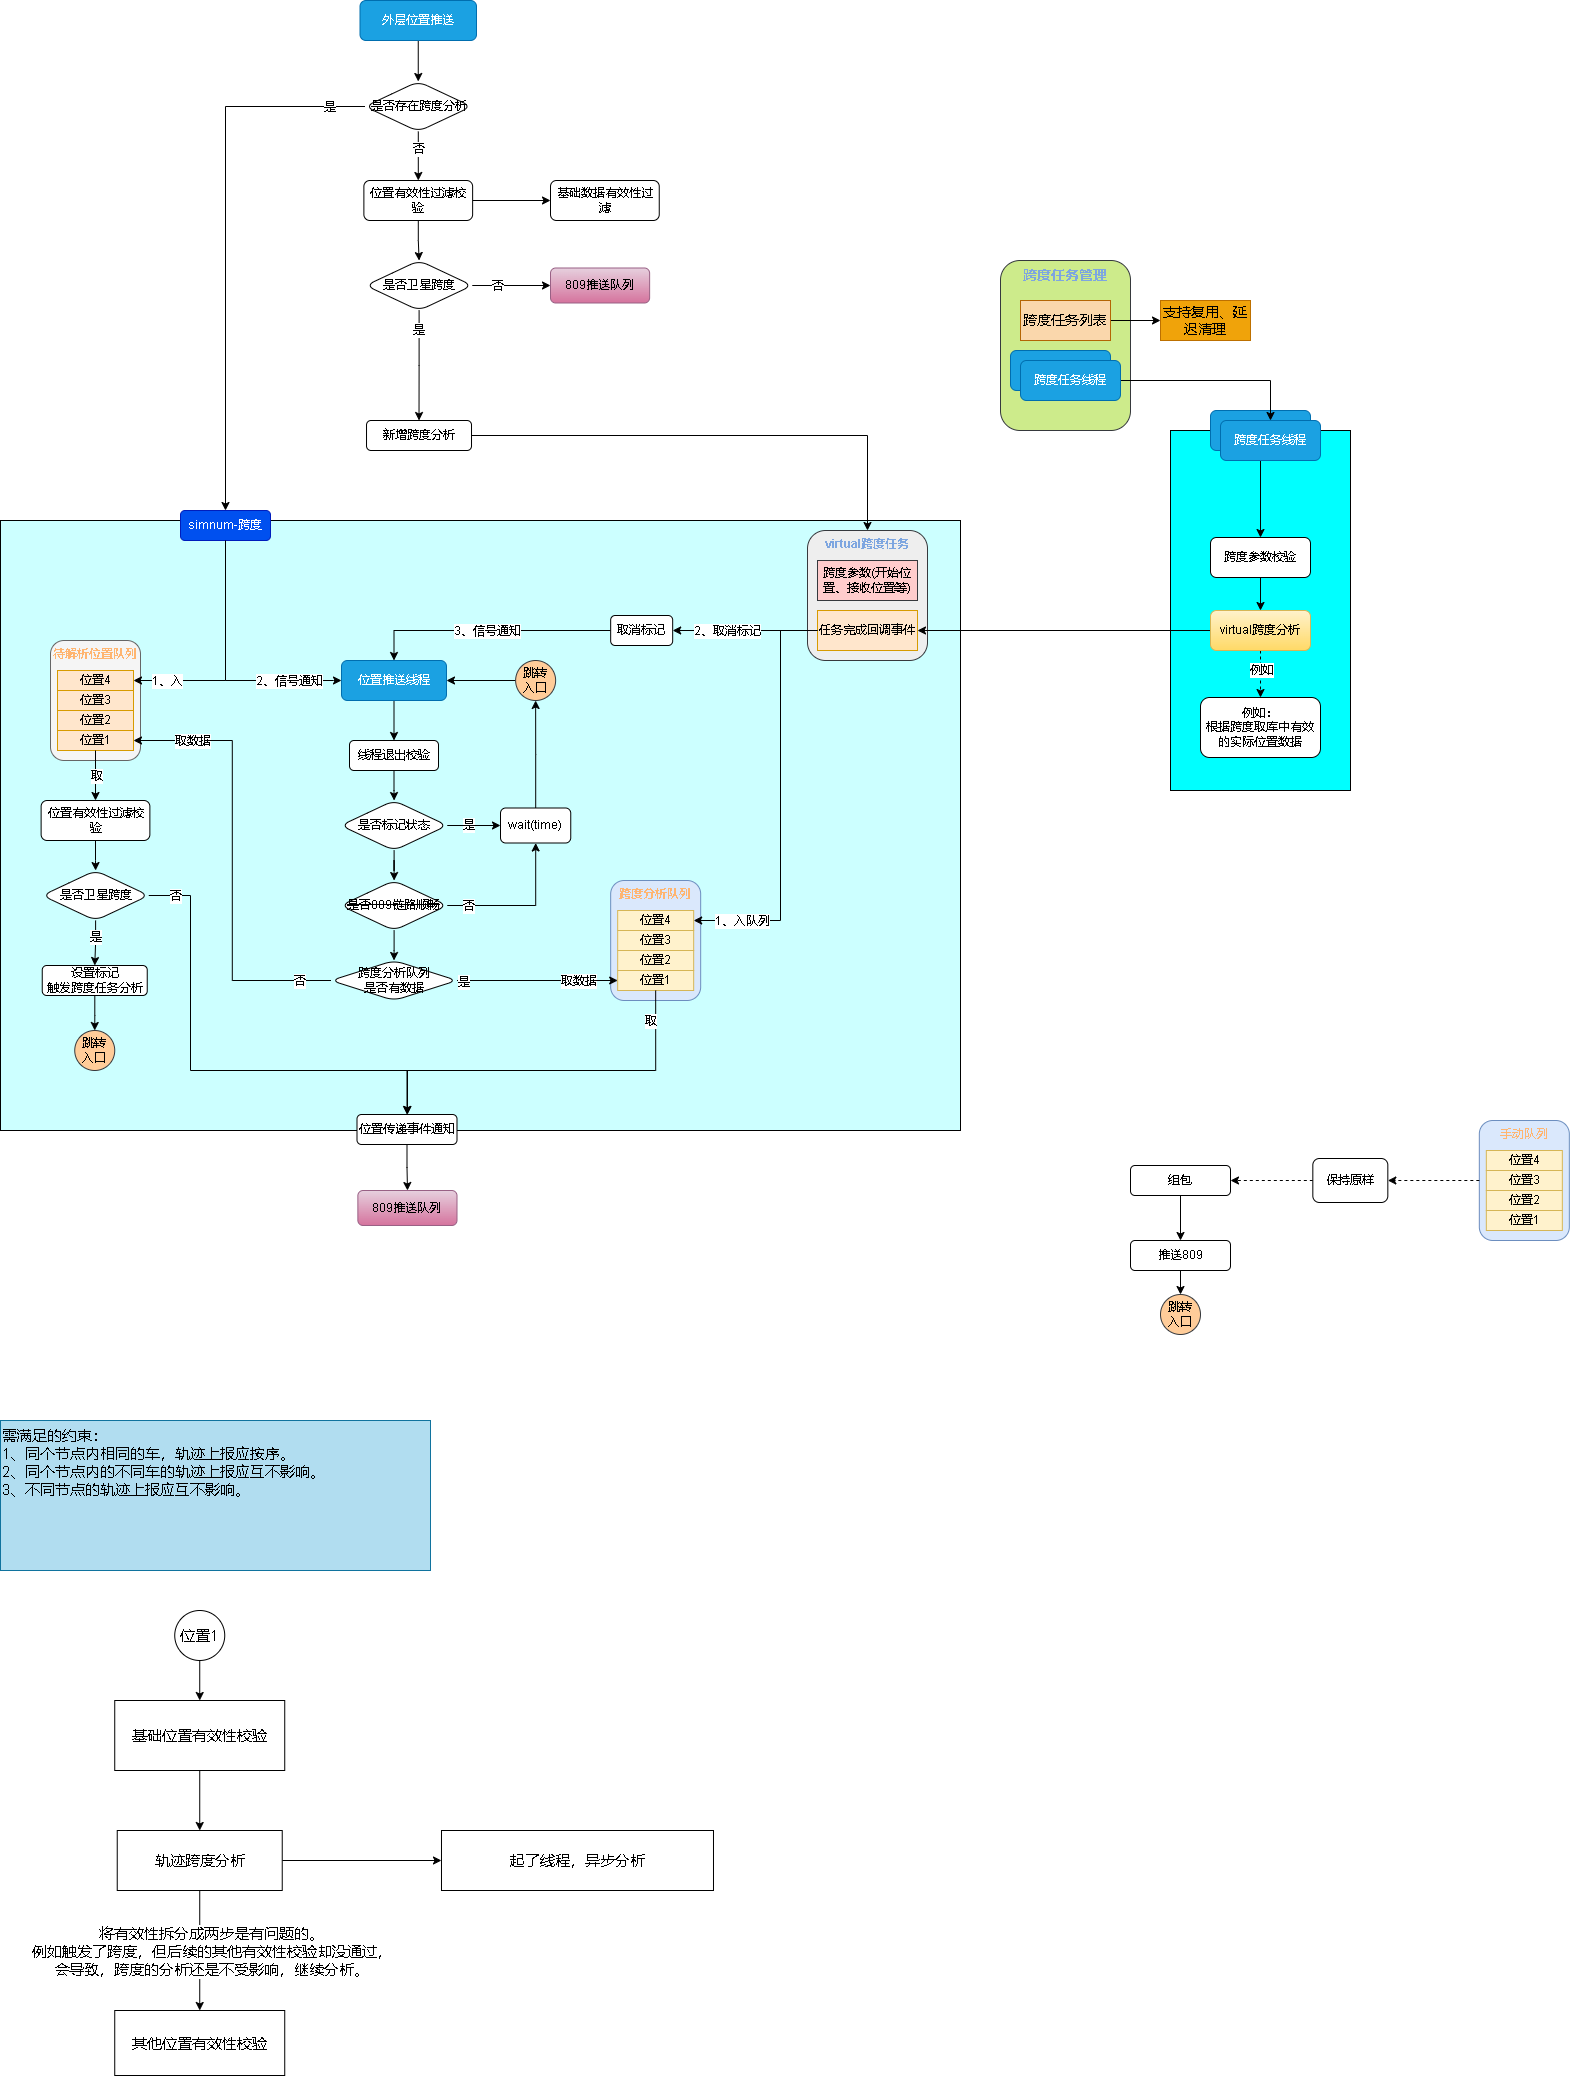 外层位置推送
是否存在跨度分析
是
否
位置有效性过滤校
验
基础数据有效性过
滤
是否卫星跨度
否
809推送队列
是
新增跨度分析
跨度任务管理
跨度任务列表
支持复用、延
迟清理
跨度任务线程
跨度任务线程
跨度参数校验
virtual跨度分析
例如
例如：
根据跨度取库中有效
的实际位置数据
simnum-跨度
virtual跨度任务
跨度参数(开始位
置、接收位置等)
任务完成回调事件
2、取消标记
取消标记
3、信号通知
待解析位置队列
位置4
位置3
位置2
位置1
1、入
2、信号通知
位置推送线程
跳转
入口
取数据
取
线程退出校验
位置有效性过滤校
验
是否标记状态
是
wait(time)
是否卫星跨度
否
是
是否009链路顺畅
否
设置标记
触发跨度任务分析
跳转
入口
跨度分析队列
是否有数据
否
是
取数据
跨度分析队列
位置4
位置3
位置2
位置1
1、入队列
取
位置传递事件通知
809推送队列
手动队列
位置4
位置3
位置2
位置1
保持原样
组包
推送809
跳转
入口
需满足的约束：
1、同个节点内相同的车，轨迹上报应按序。
2、同个节点内的不同车的轨迹上报应互不影响。
3、不同节点的轨迹上报应互不影响。
位置1
基础位置有效性校验
轨迹跨度分析
起了线程，异步分析
将有效性拆分成两步是有问题的。
例如触发了跨度，但后续的其他有效性校验却没通过，
会导致，跨度的分析还是不受影响，继续分析。
其他位置有效性校验